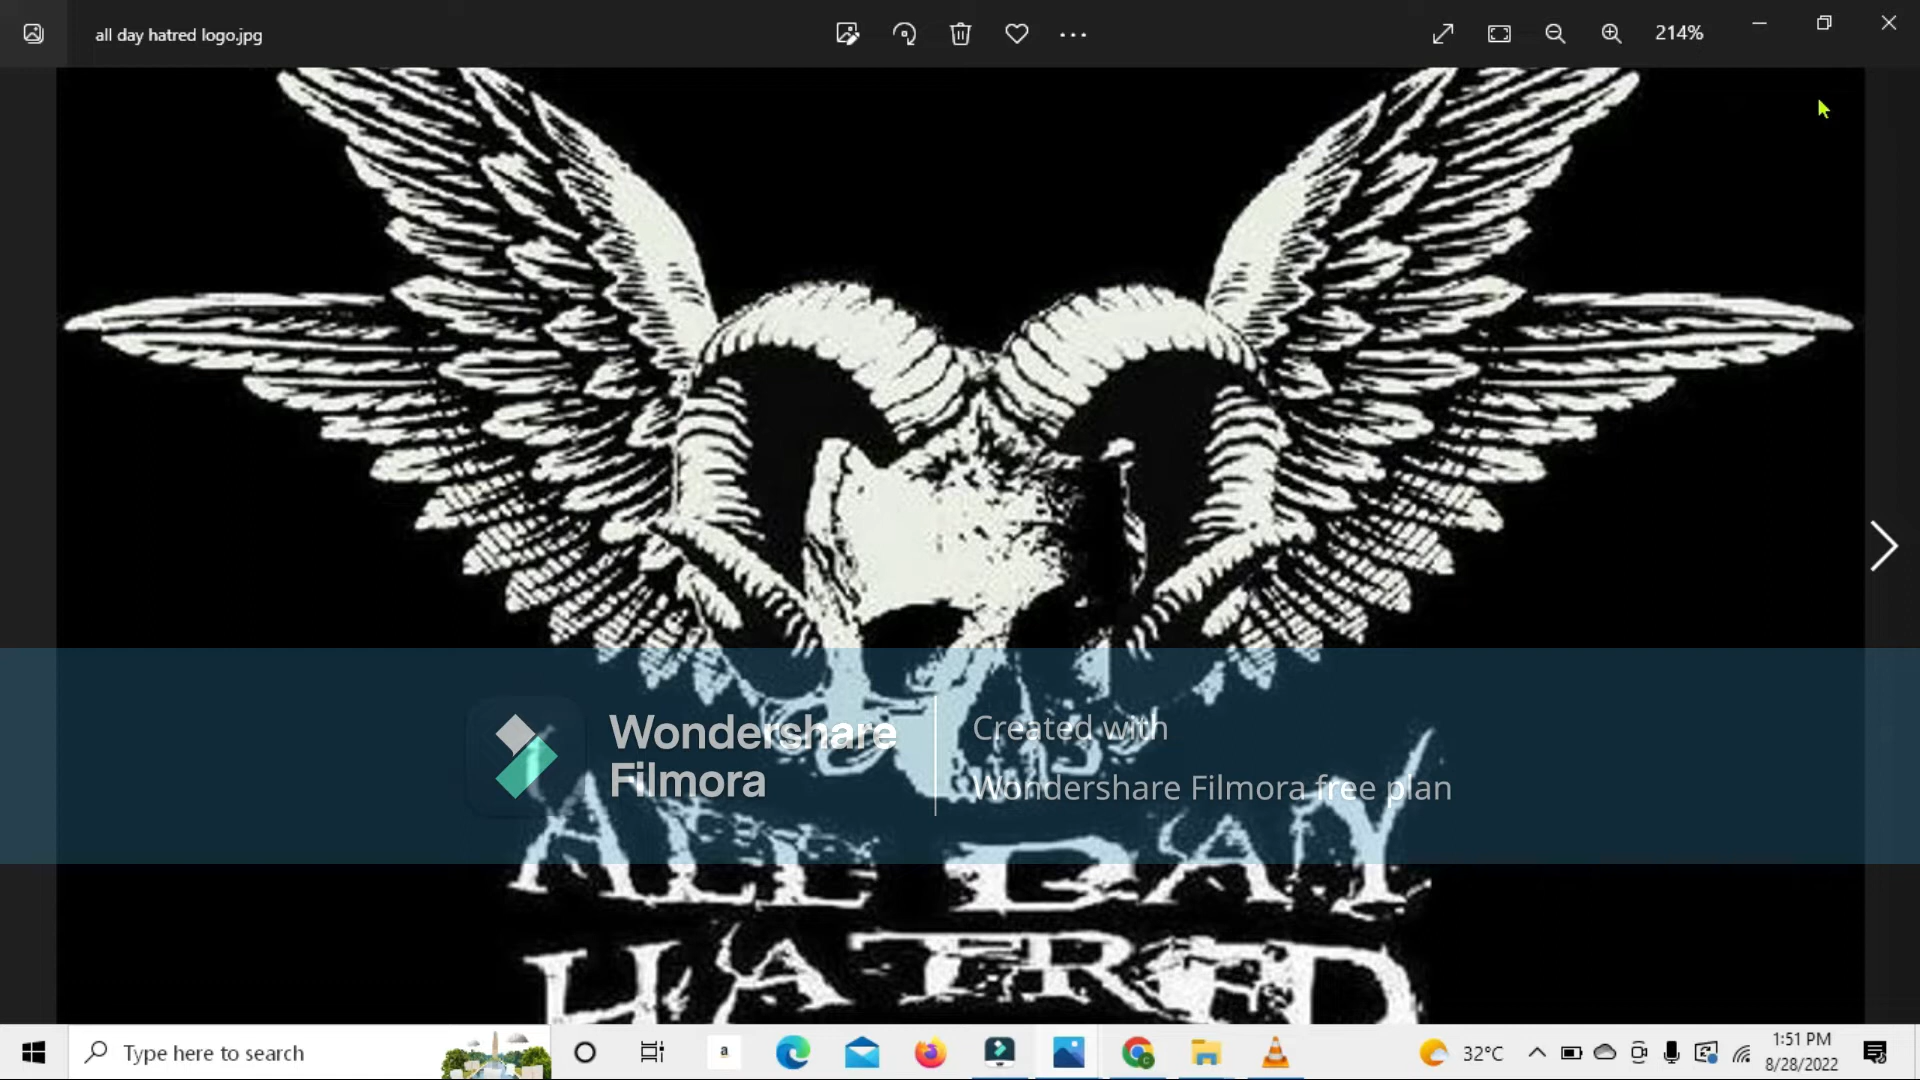 all day hatred logo.jpg
214%
Wondershare
Filmora
Created with
Wondershare Filmora free plan
ALL DAY
HATRED
Type here to search
a
32°C
1:51 PM
8/28/2022